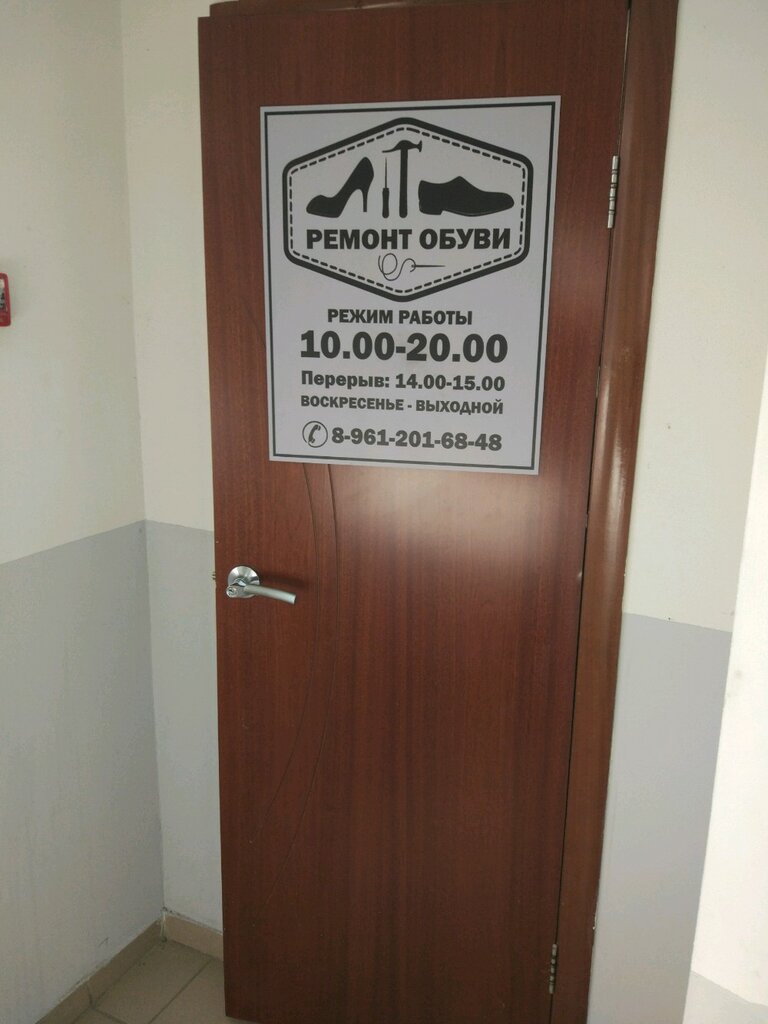 РЕМОНТ ОБУВИ
РЕЖИМ РАБОТЫ
10.00-20.00
Перерыв: 14.00-15.00
ВОСКРЕСЕНЬЕ - ВЫХОДНОЙ
8-961-201-68-48